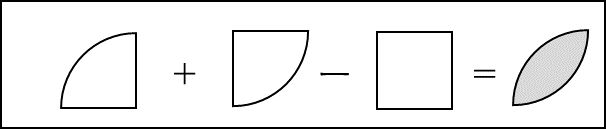 + − =